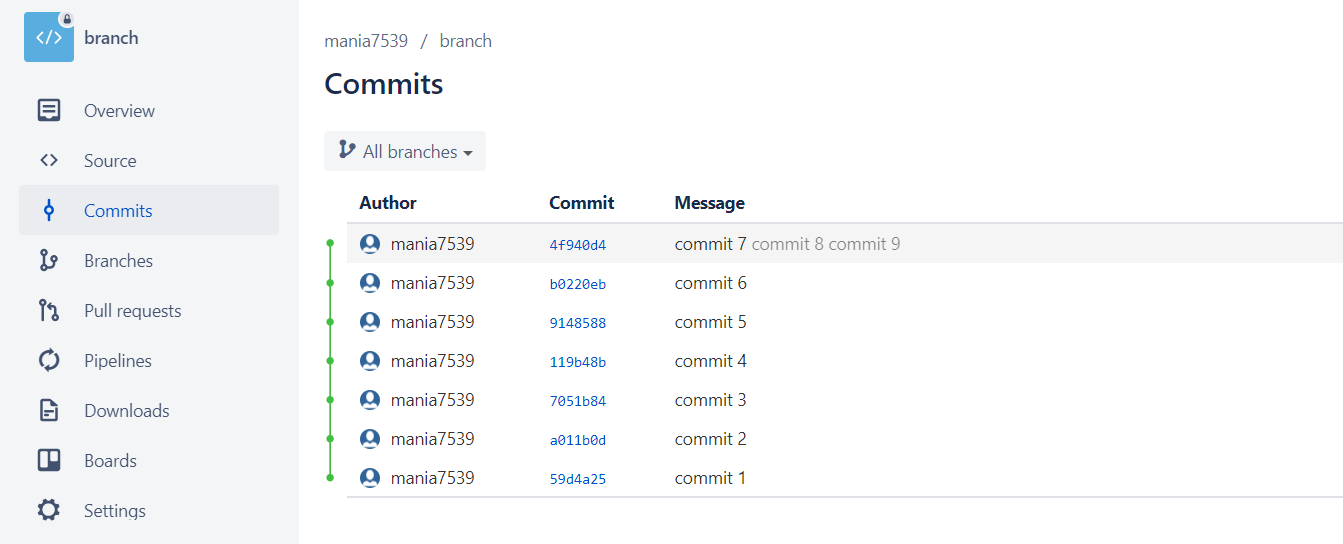 branch
Overview
Source
Commits
Branches
Pull requests
Pipelines
Downloads
Boards
Settings
mania7539 / branch
Commits
All branches
Author Commit Message
mania7539 4f940d4 commit 7 commit 8 commit 9
mania7539 b0220eb commit 6
mania7539 9148588 commit 5
mania7539 119b48b commit 4
mania7539 7051b84 commit 3
mania7539 a011b0d commit 2
mania7539 59d4a25 commit 1